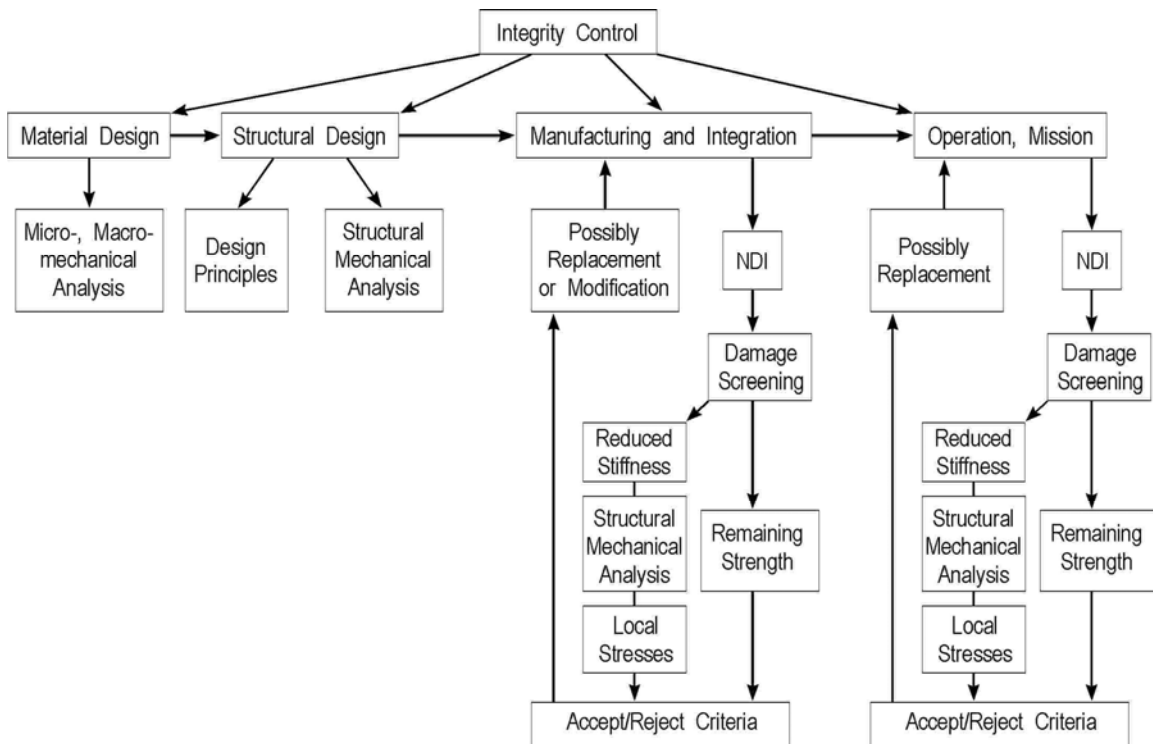 Integrity Control
Material Design
Structural Design
Manufacturing and Integration
Operation, Mission
Micro-, Macro-
mechanical
Analysis
Design
Principles
Structural
Mechanical
Analysis
Possibly
Replacement
or Modification
NDI
Possibly
Replacement
NDI
Damage
Screening
Damage
Screening
Reduced
Stiffness
Reduced
Stiffness
Structural
Mechanical
Analysis
Remaining
Strength
Structural
Mechanical
Analysis
Remaining
Strength
Local
Stresses
Local
Stresses
Accept/Reject Criteria
Accept/Reject Criteria